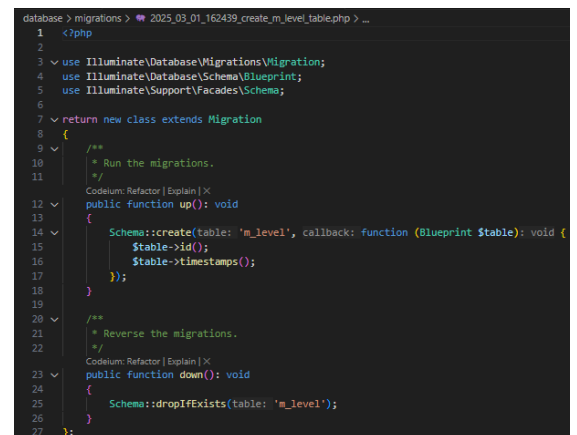 database > migrations > 2025_03_01_162439_create_m_level_table.php > ...
1 <?php
2
3 use Illuminate\Database\Migrations\Migration;
4 use Illuminate\Database\Schema\Blueprint;
5 use Illuminate\Support\Facades\Schema;
6
7 return new class extends Migration
8 {
9 /**
10 * Run the migrations.
11 */
Codeium: Refactor | Explain | ×
12 public function up(): void
13 {
14 Schema::create(table: 'm_level', callback: function (Blueprint $table): void {
15 $table->id();
16 $table->timestamps();
17 });
18 }
19
20 /**
21 * Reverse the migrations.
22 */
Codeium: Refactor | Explain | ×
23 public function down(): void
24 {
25 Schema::dropIfExists(table: 'm_level');
26 }
27 };